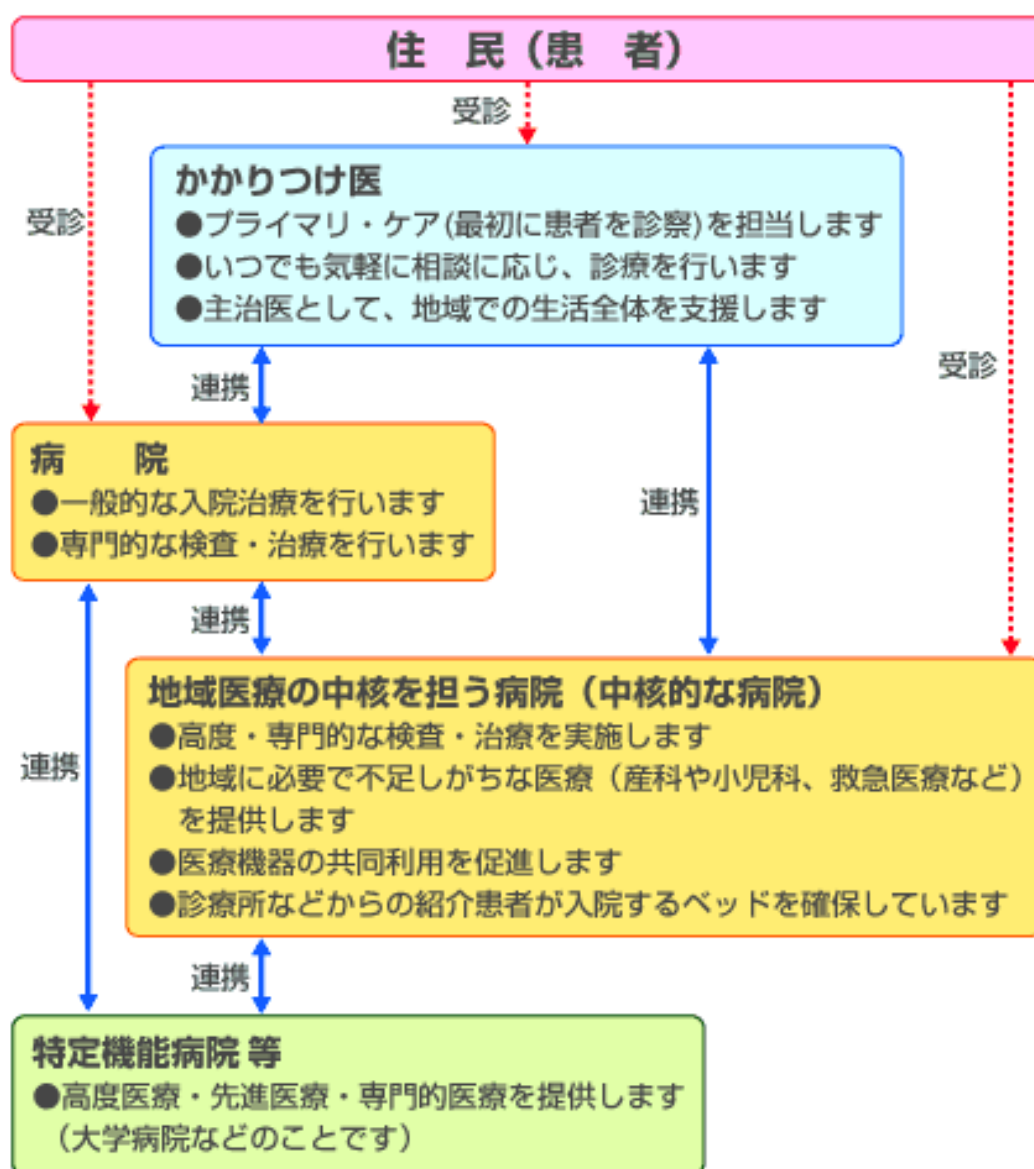 住　民（患　者）
受診
かかりつけ医
●プライマリ・ケア(最初に患者を診察)を担当します
●いつでも気軽に相談に応じ、診療を行います
●主治医として、地域での生活全体を支援します
受診
受診
連携
病　　院
●一般的な入院治療を行います
●専門的な検査・治療を行います
連携
連携
地域医療の中核を担う病院（中核的な病院）
●高度・専門的な検査・治療を実施します
●地域に必要で不足しがちな医療（産科や小児科、救急医療など）
を提供します
●医療機器の共同利用を促進します
●診療所などからの紹介患者が入院するベッドを確保しています
連携
連携
特定機能病院 等
●高度医療・先進医療・専門的医療を提供します
（大学病院などのことです）